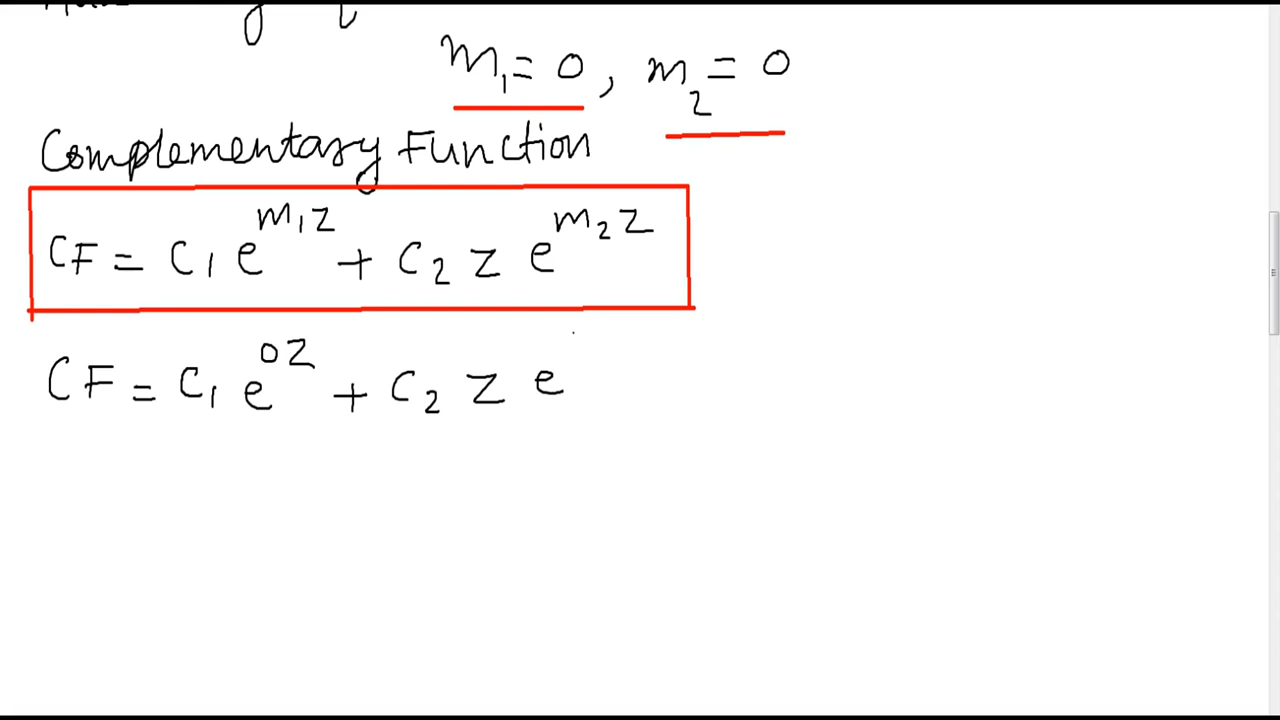 m₁ = 0, m₂ = 0
Complementary Function
CF = C₁ e^{m₁z} + C₂ z e^{m₂z}
CF = C₁ e^{0z} + C₂ z e